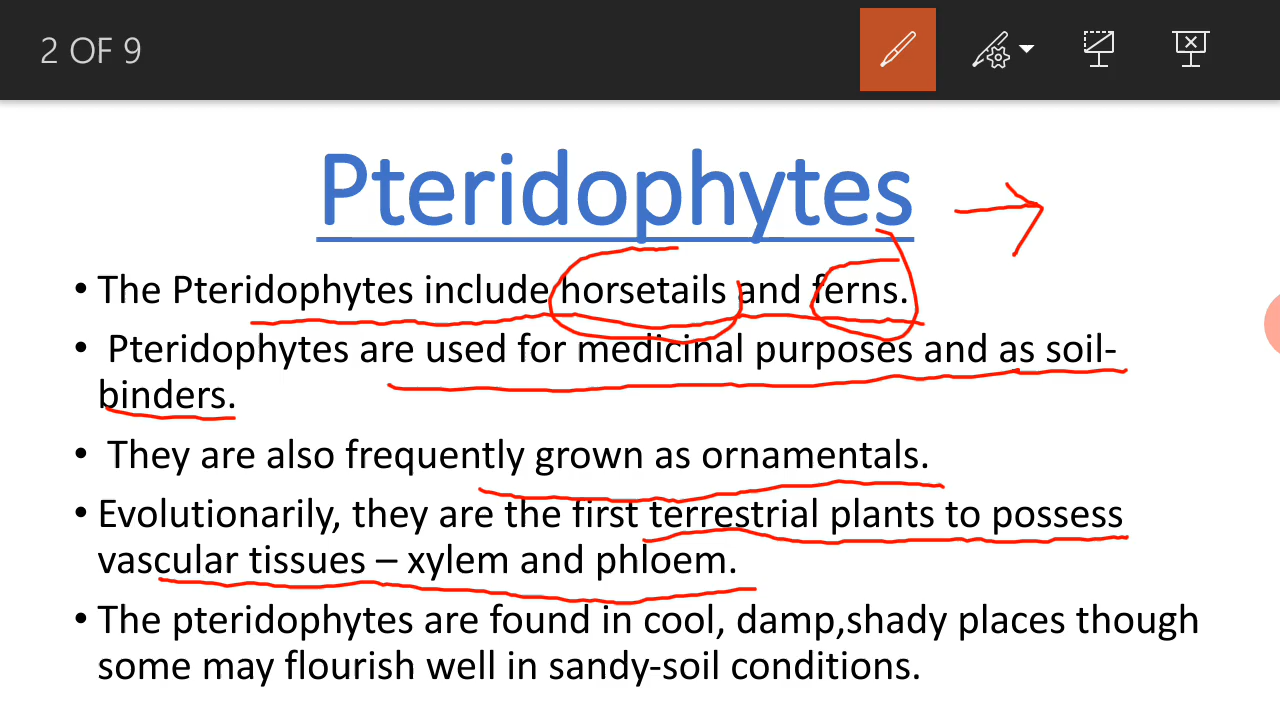 2 OF 9
Pteridophytes
• The Pteridophytes include horsetails and ferns.
• Pteridophytes are used for medicinal purposes and as soil-
binders.
• They are also frequently grown as ornamentals.
• Evolutionarily, they are the first terrestrial plants to possess
vascular tissues – xylem and phloem.
• The pteridophytes are found in cool, damp,shady places though
some may flourish well in sandy-soil conditions.